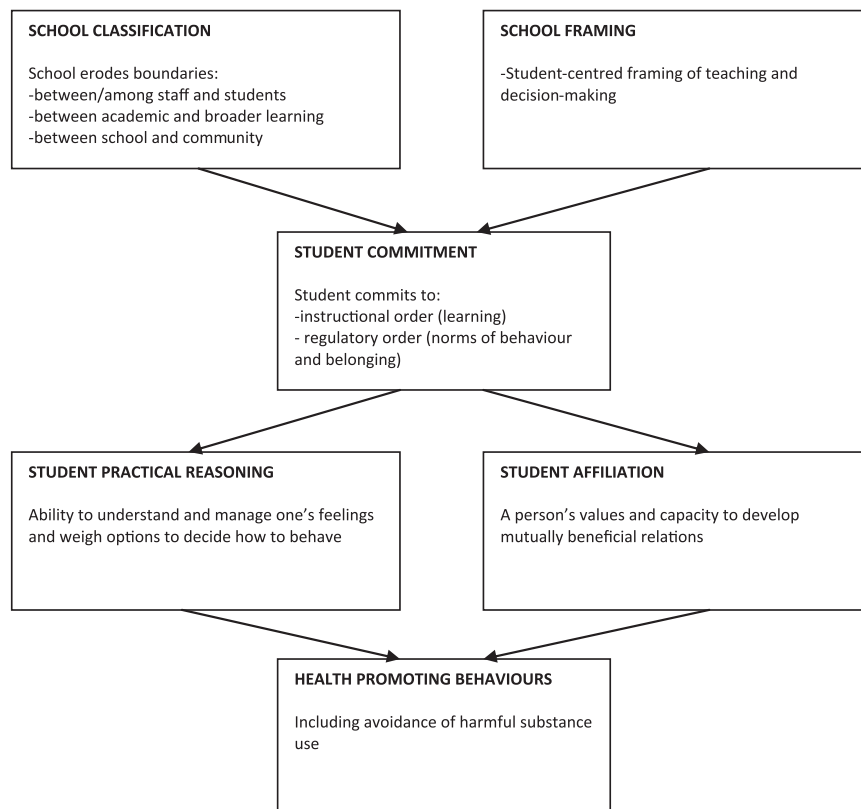 SCHOOL CLASSIFICATION
School erodes boundaries:
-between/among staff and students
-between academic and broader learning
-between school and community
SCHOOL FRAMING
-Student-centred framing of teaching and
decision-making
STUDENT COMMITMENT
Student commits to:
-instructional order (learning)
- regulatory order (norms of behaviour
and belonging)
STUDENT PRACTICAL REASONING
Ability to understand and manage one’s feelings
and weigh options to decide how to behave
STUDENT AFFILIATION
A person’s values and capacity to develop
mutually beneficial relations
HEALTH PROMOTING BEHAVIOURS
Including avoidance of harmful substance
use